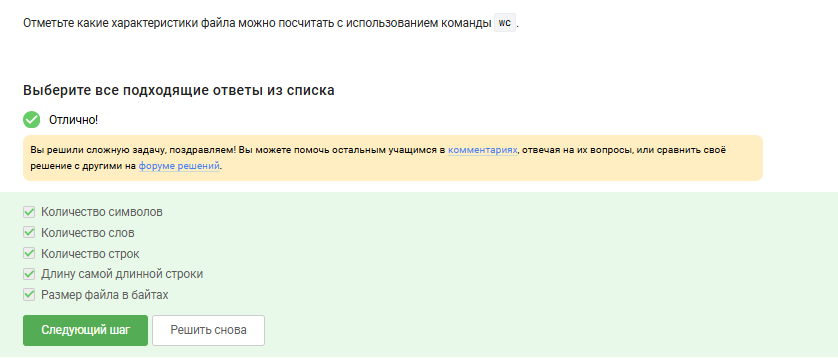 Отметьте какие характеристики файла можно посчитать с использованием команды wc.
Выберите все подходящие ответы из списка
Отлично!
Вы решили сложную задачу, поздравляем! Вы можете помочь остальным учащимся в комментариях, отвечая на их вопросы, или сравнить своё
решение с другими на форуме решений.
Количество символов
Количество слов
Количество строк
Длину самой длинной строки
Размер файла в байтах
Следующий шаг Решить снова